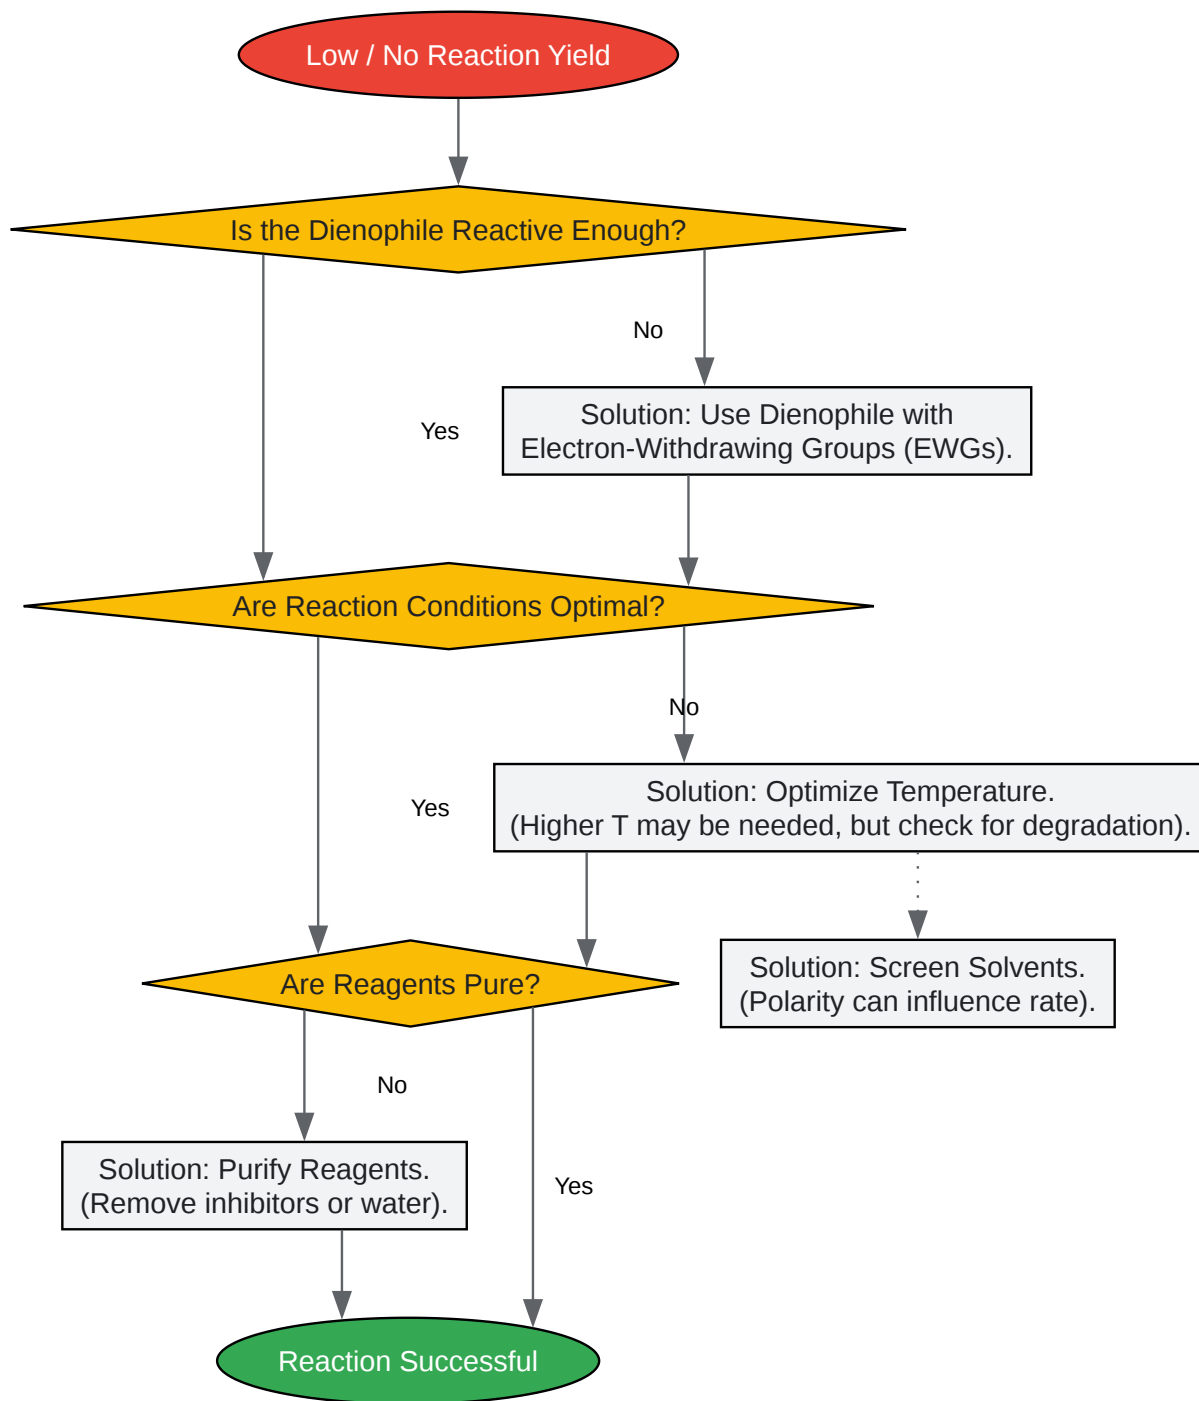 Low / No Reaction Yield
Is the Dienophile Reactive Enough?
No
Solution: Use Dienophile with
Electron-Withdrawing Groups (EWGs).
Yes
Are Reaction Conditions Optimal?
No
Solution: Optimize Temperature.
(Higher T may be needed, but check for degradation).
Yes
Solution: Screen Solvents.
(Polarity can influence rate).
Are Reagents Pure?
No
Solution: Purify Reagents.
(Remove inhibitors or water).
Yes
Reaction Successful